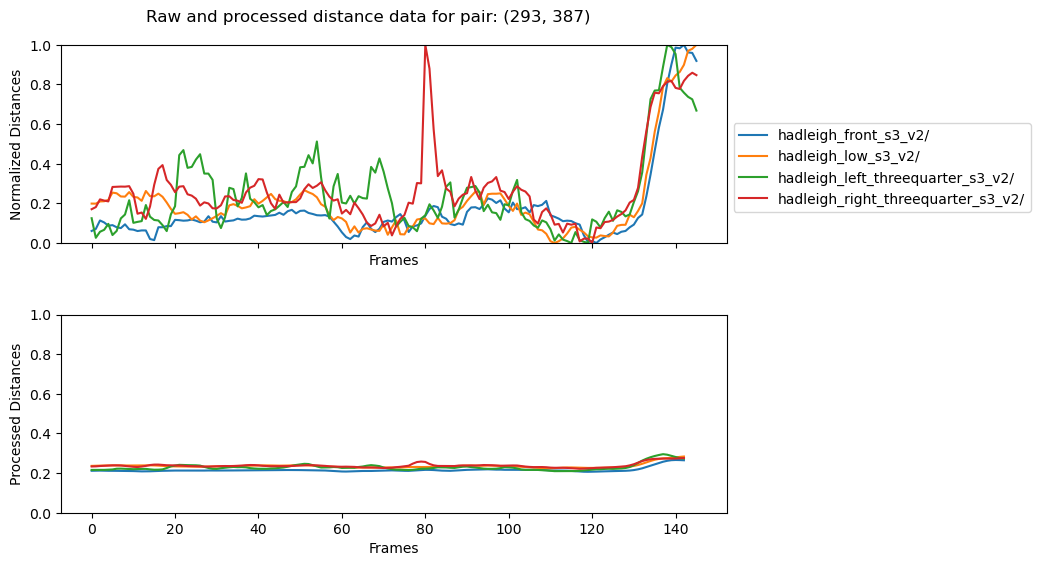 Raw and processed distance data for pair: (293, 387)
1.0
0.8
0.6
0.4
0.2
0.0
Normalized Distances
Frames
hadleigh_front_s3_v2/
hadleigh_low_s3_v2/
hadleigh_left_threequarter_s3_v2/
hadleigh_right_threequarter_s3_v2/
1.0
0.8
0.6
0.4
0.2
0.0
Processed Distances
0 20 40 60 80 100 120 140
Frames